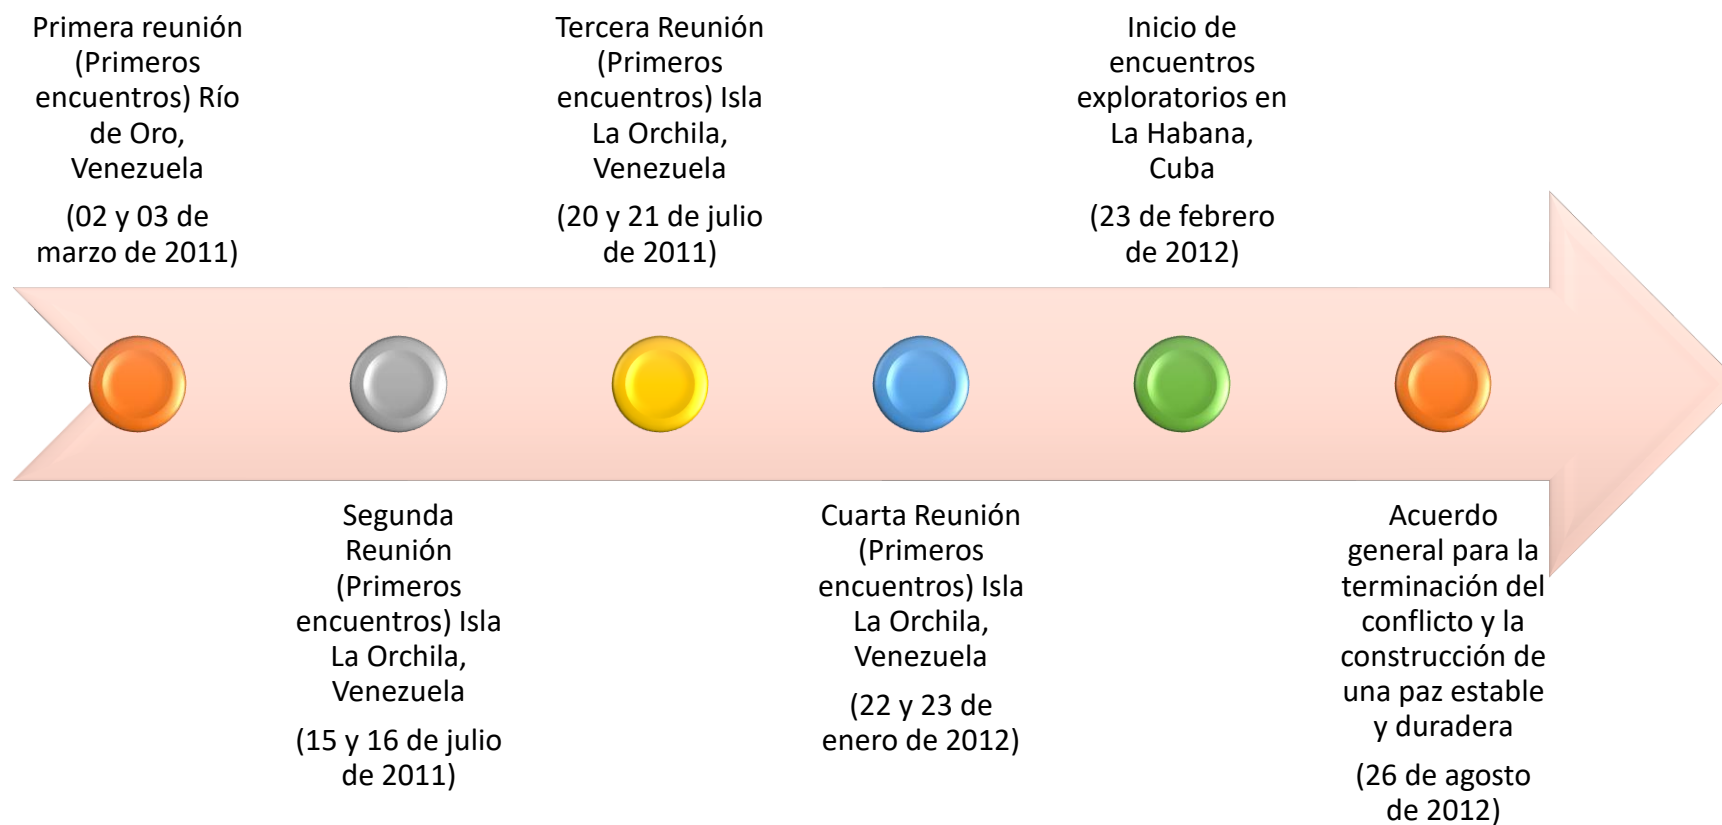 Primera reunión
(Primeros
encuentros) Río
de Oro,
Venezuela
(02 y 03 de
marzo de 2011)
Segunda
Reunión
(Primeros
encuentros) Isla
La Orchila,
Venezuela
(15 y 16 de julio
de 2011)
Tercera Reunión
(Primeros
encuentros) Isla
La Orchila,
Venezuela
(20 y 21 de julio
de 2011)
Cuarta Reunión
(Primeros
encuentros) Isla
La Orchila,
Venezuela
(22 y 23 de
enero de 2012)
Inicio de
encuentros
exploratorios en
La Habana,
Cuba
(23 de febrero
de 2012)
Acuerdo
general para la
terminación del
conflicto y la
construcción de
una paz estable
y duradera
(26 de agosto
de 2012)